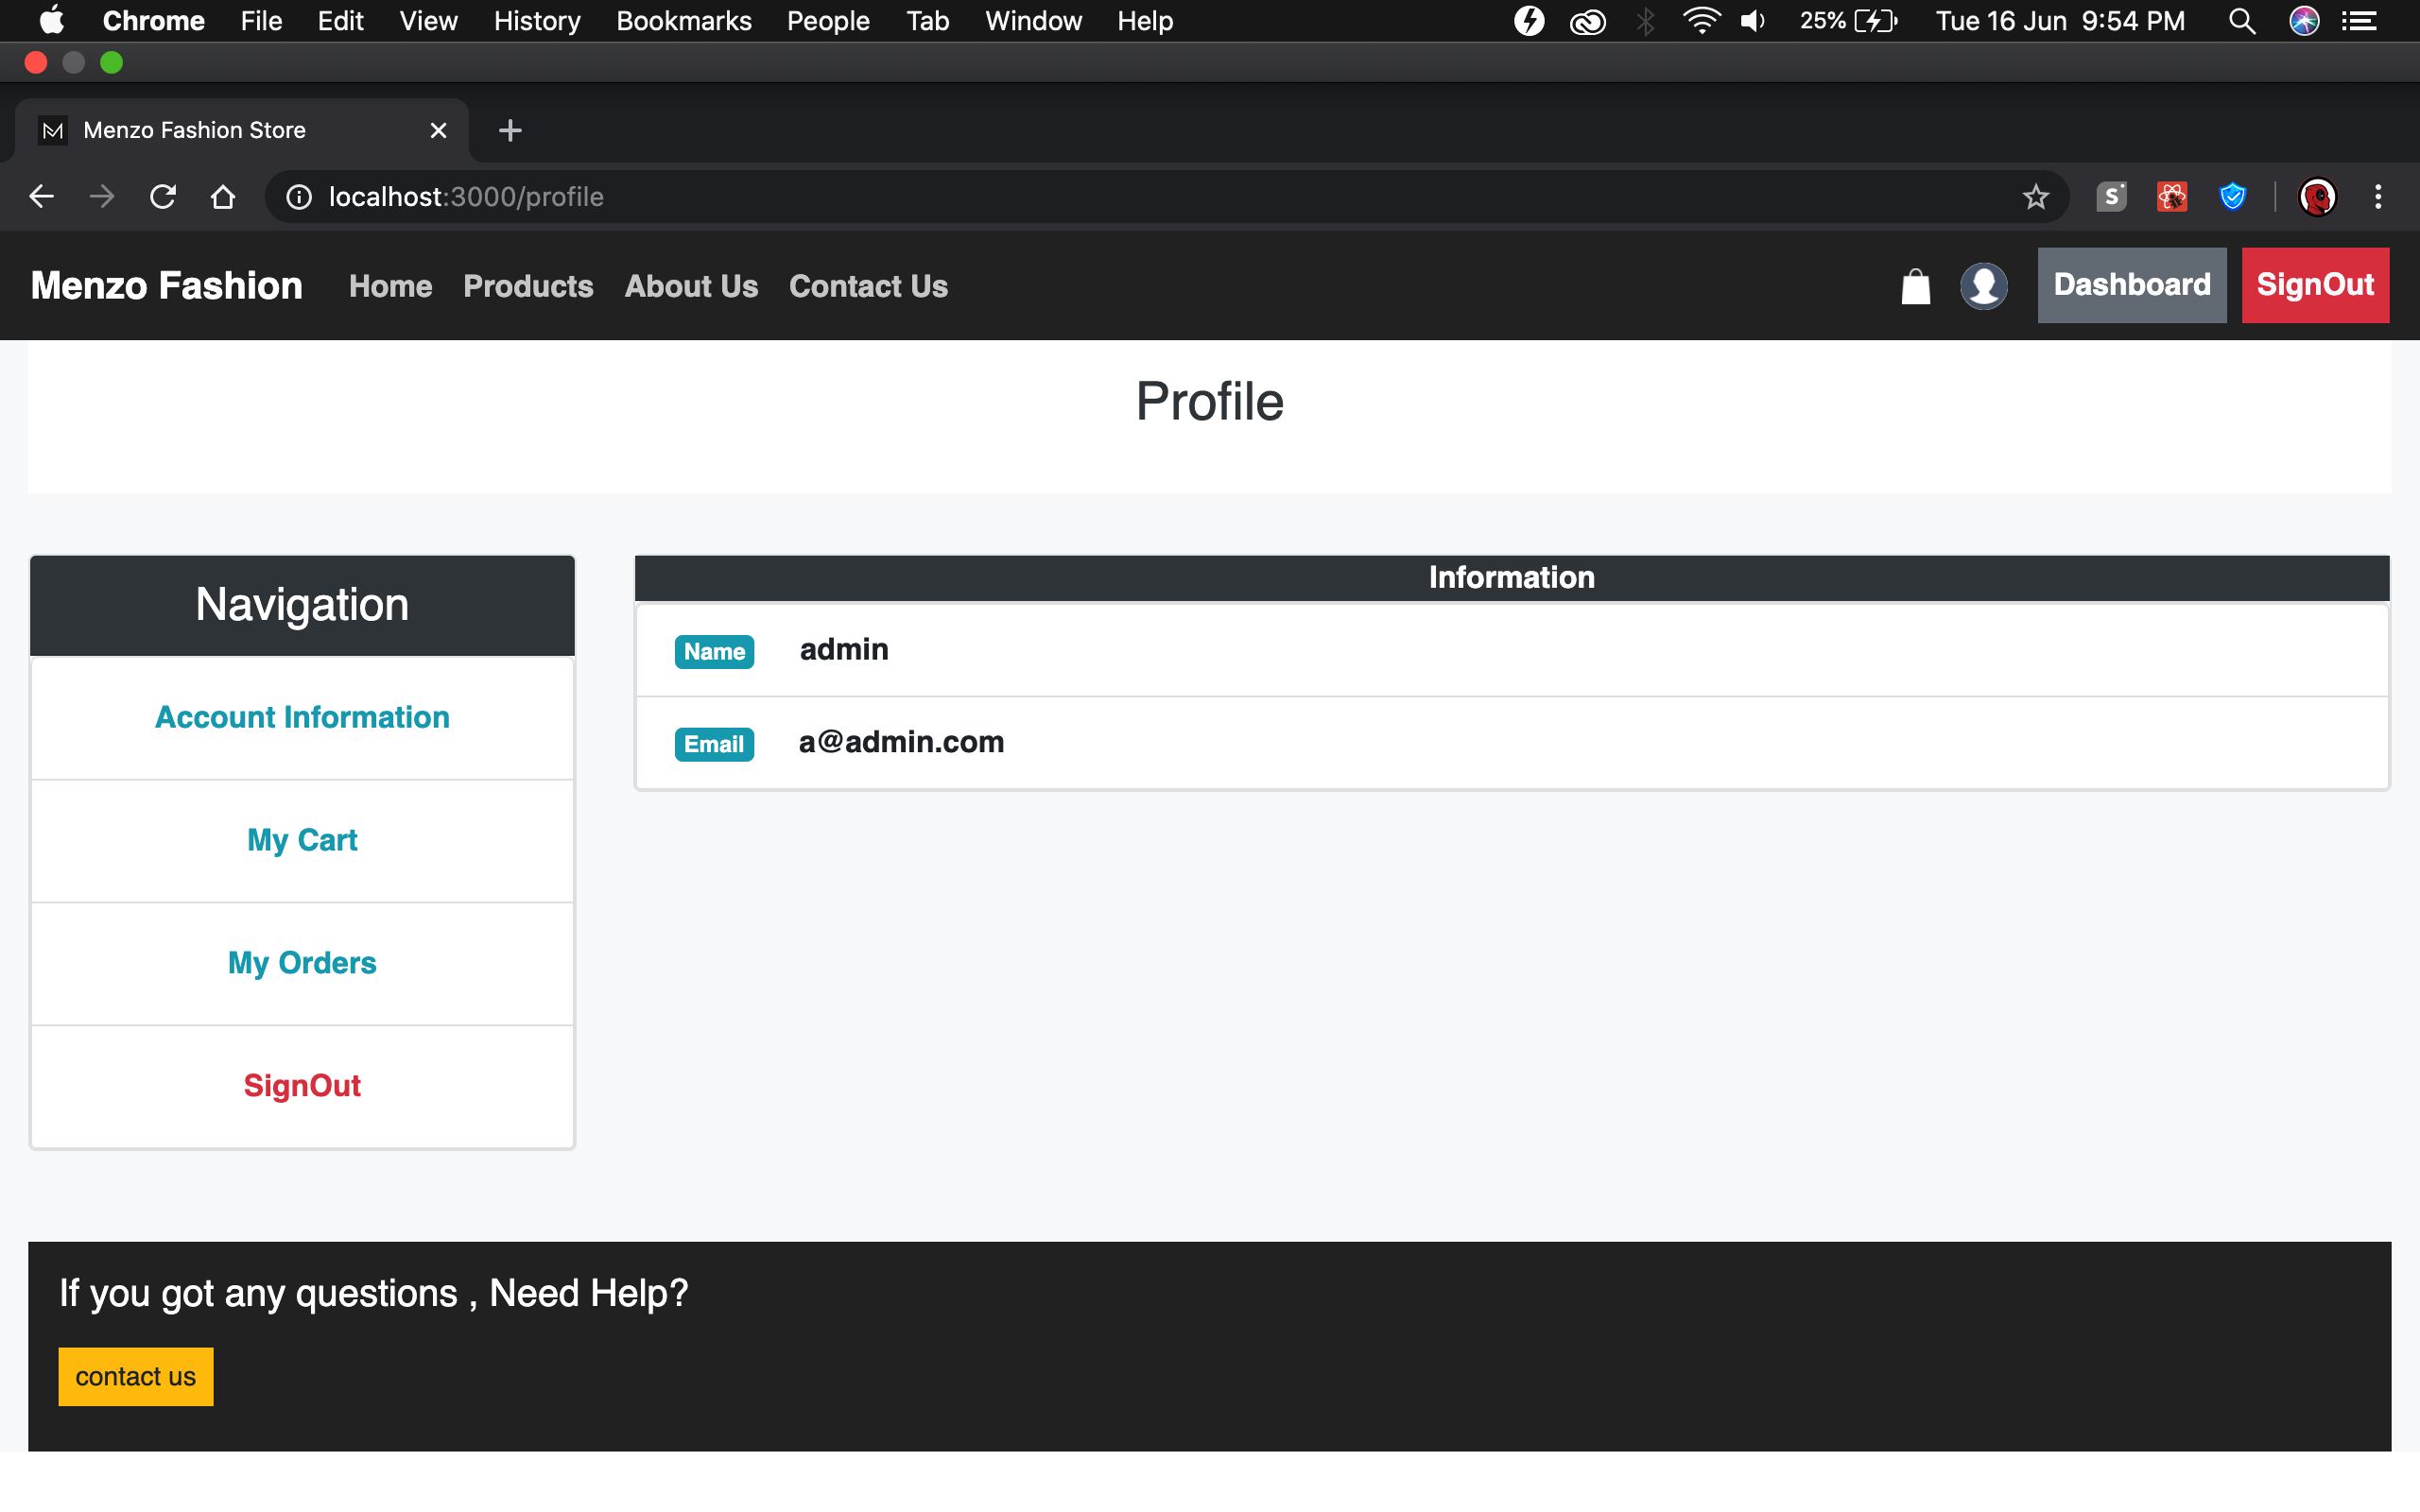 Chrome File Edit View History Bookmarks People Tab Window Help 25% Tue 16 Jun 9:54 PM
Menzo Fashion Store
localhost:3000/profile
Menzo Fashion Home Products About Us Contact Us Dashboard SignOut
Profile
Navigation
Account Information
My Cart
My Orders
SignOut
Information
Name admin
Email a@admin.com
If you got any questions , Need Help?
contact us